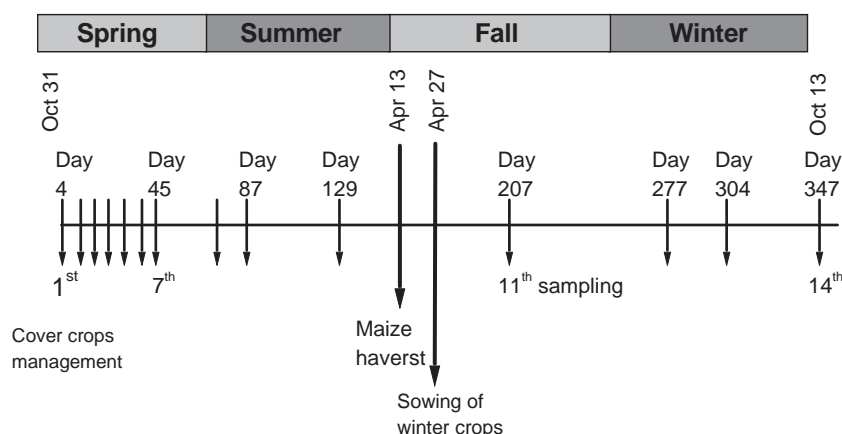 Spring Summer Fall Winter
Oct 31 Apr 13 Apr 27 Oct 13
Day Day Day Day Day Day Day Day
4 45 87 129 207 277 304 347
1st 7th 11th sampling 14th
Cover crops
management
Maize
haverst
Sowing of
winter crops